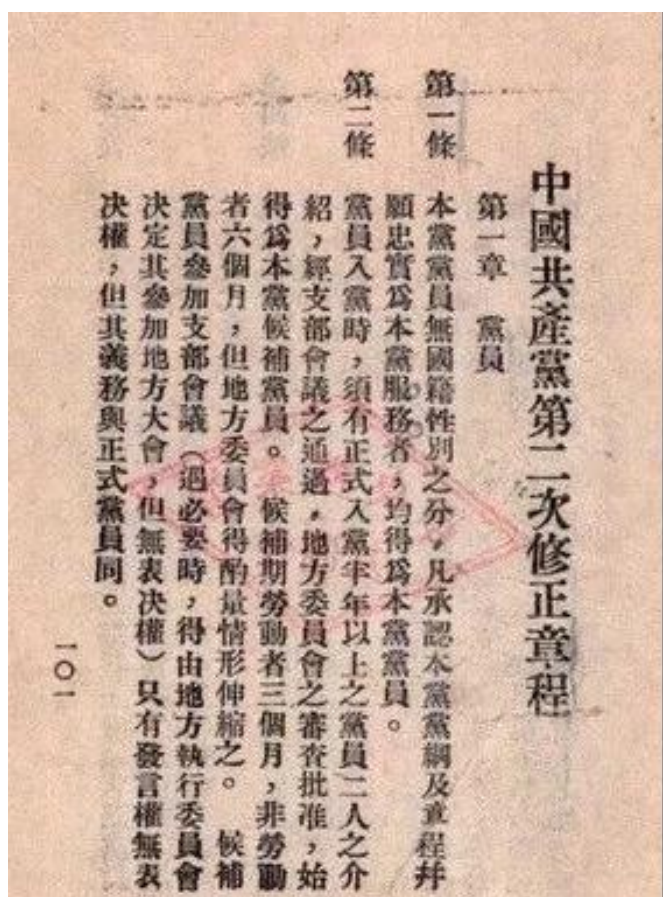 中國共產黨第二次修正章程
第一章　黨員
第一條　本黨黨員無國籍性別之分，凡承認本黨黨綱及章程幷
願忠實爲本黨服務者，均得爲本黨黨員。
第二條　黨員入黨時，須有正式入黨半年以上之黨員二人之介
紹，經支部會議之通過，地方委員會之審查批准，始
得爲本黨候補黨員。候補期勞動者三個月，非勞動
者六個月，但地方委員會得酌量情形伸縮之。候補
黨員參加支部會議（遇必要時，得由地方執行委員會
决定其參加地方大會，但無表决權）只有發言權無表
决權，但其義務與正式黨員同。
一〇一